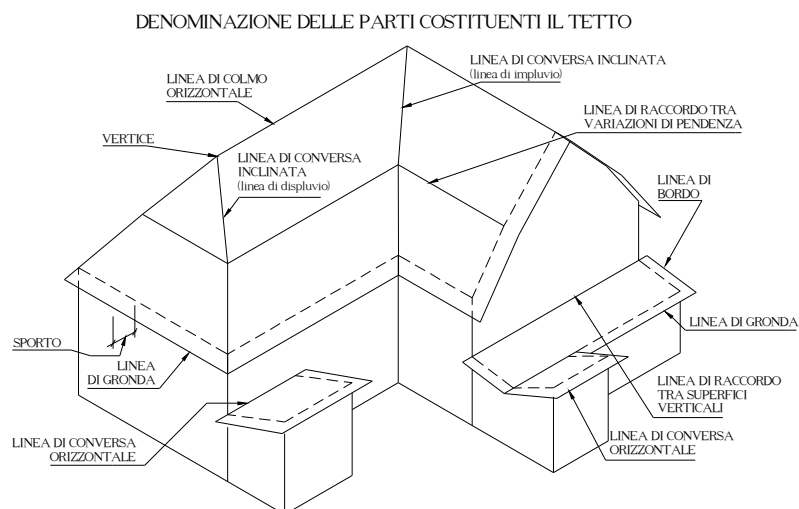 DENOMINAZIONE DELLE PARTI COSTITUENTI IL TETTO
LINEA DI COLMO
ORIZZONTALE
LINEA DI CONVERSA INCLINATA
(linea di impluvio)
LINEA DI RACCORDO TRA
VARIAZIONI DI PENDENZA
VERTICE
LINEA DI CONVERSA
INCLINATA
(linea di displuvio)
LINEA DI
BORDO
SPORTO
LINEA
DI GRONDA
LINEA DI GRONDA
LINEA DI RACCORDO
TRA SUPERFICI
VERTICALI
LINEA DI CONVERSA
ORIZZONTALE
LINEA DI CONVERSA
ORIZZONTALE